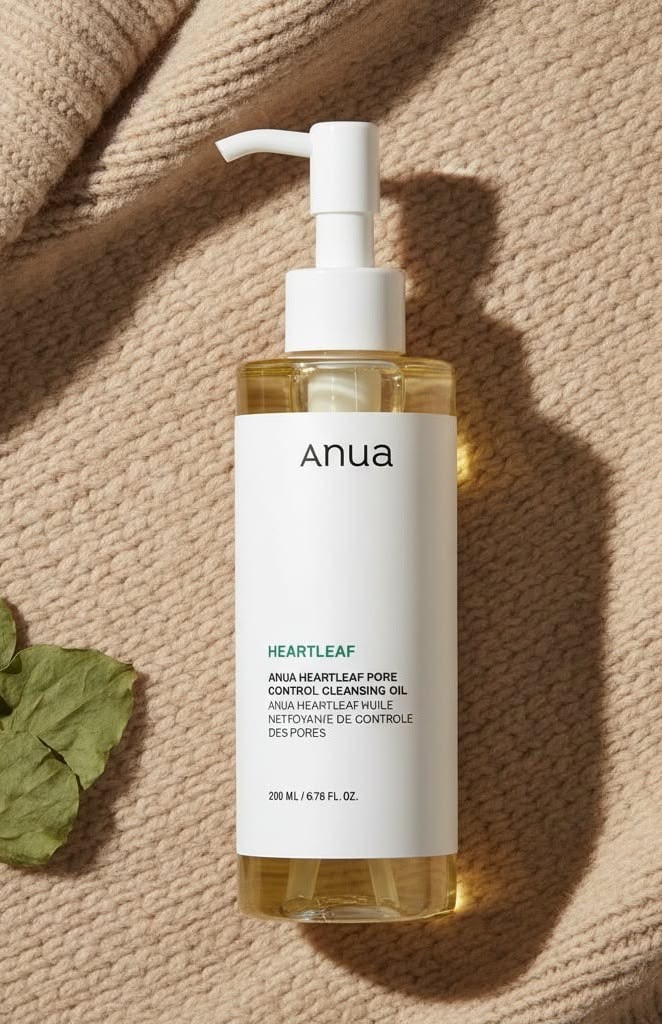 Anua
HEARTLEAF
ANUA HEARTLEAF PORE
CONTROL CLEANSING OIL
ANUA HEARTLEAF HUILE
NETFOYANIE DE CONTROLE
DES PORES
200 ML / 6.78 FL. OZ.